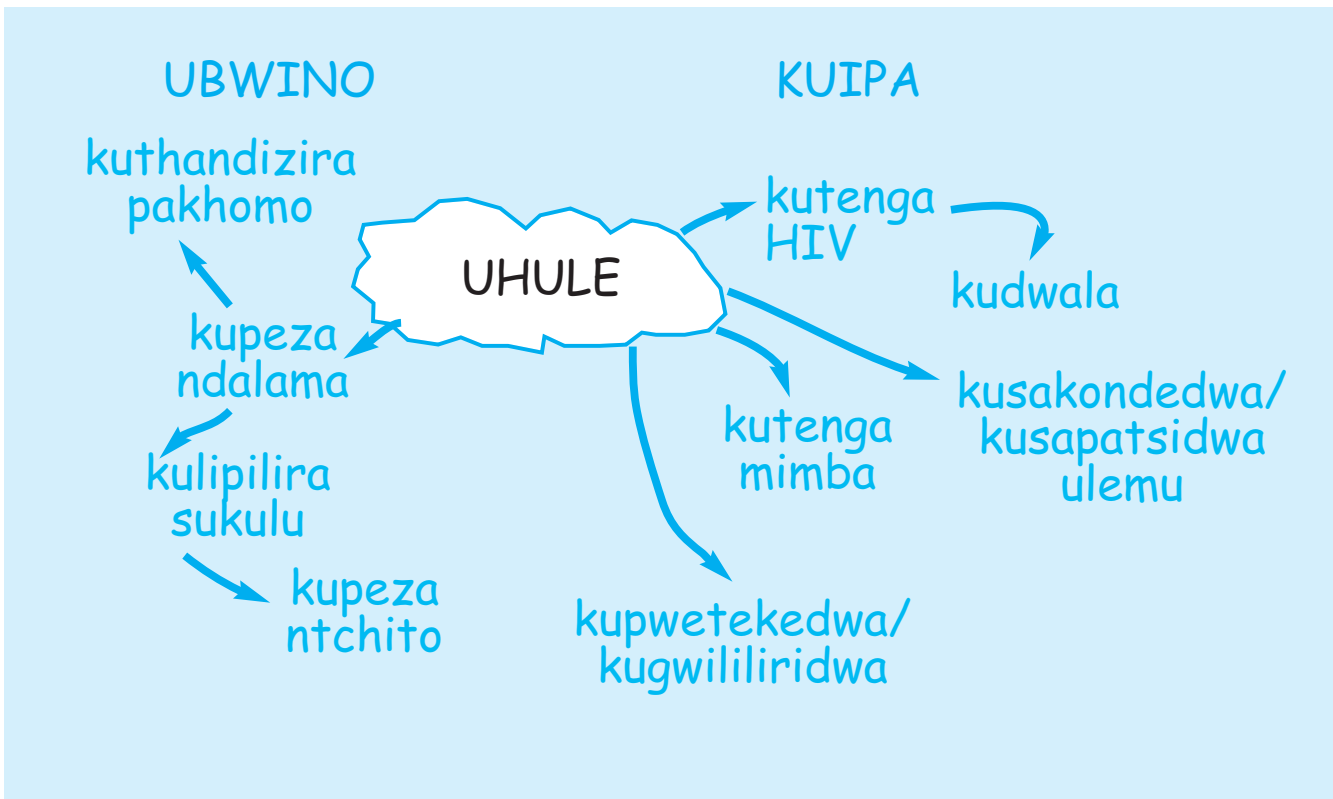 UBWINO
kuthandizira
pakhomo
kupeza
ndalama
kulipilira
sukulu
kupeza
ntchito
UHULE
KUIPA
kutenga
HIV
kudwala
kusakondedwa/
kusapatsidwa
ulemu
kutenga
mimba
kupwetekedwa/
kugwililiridwa